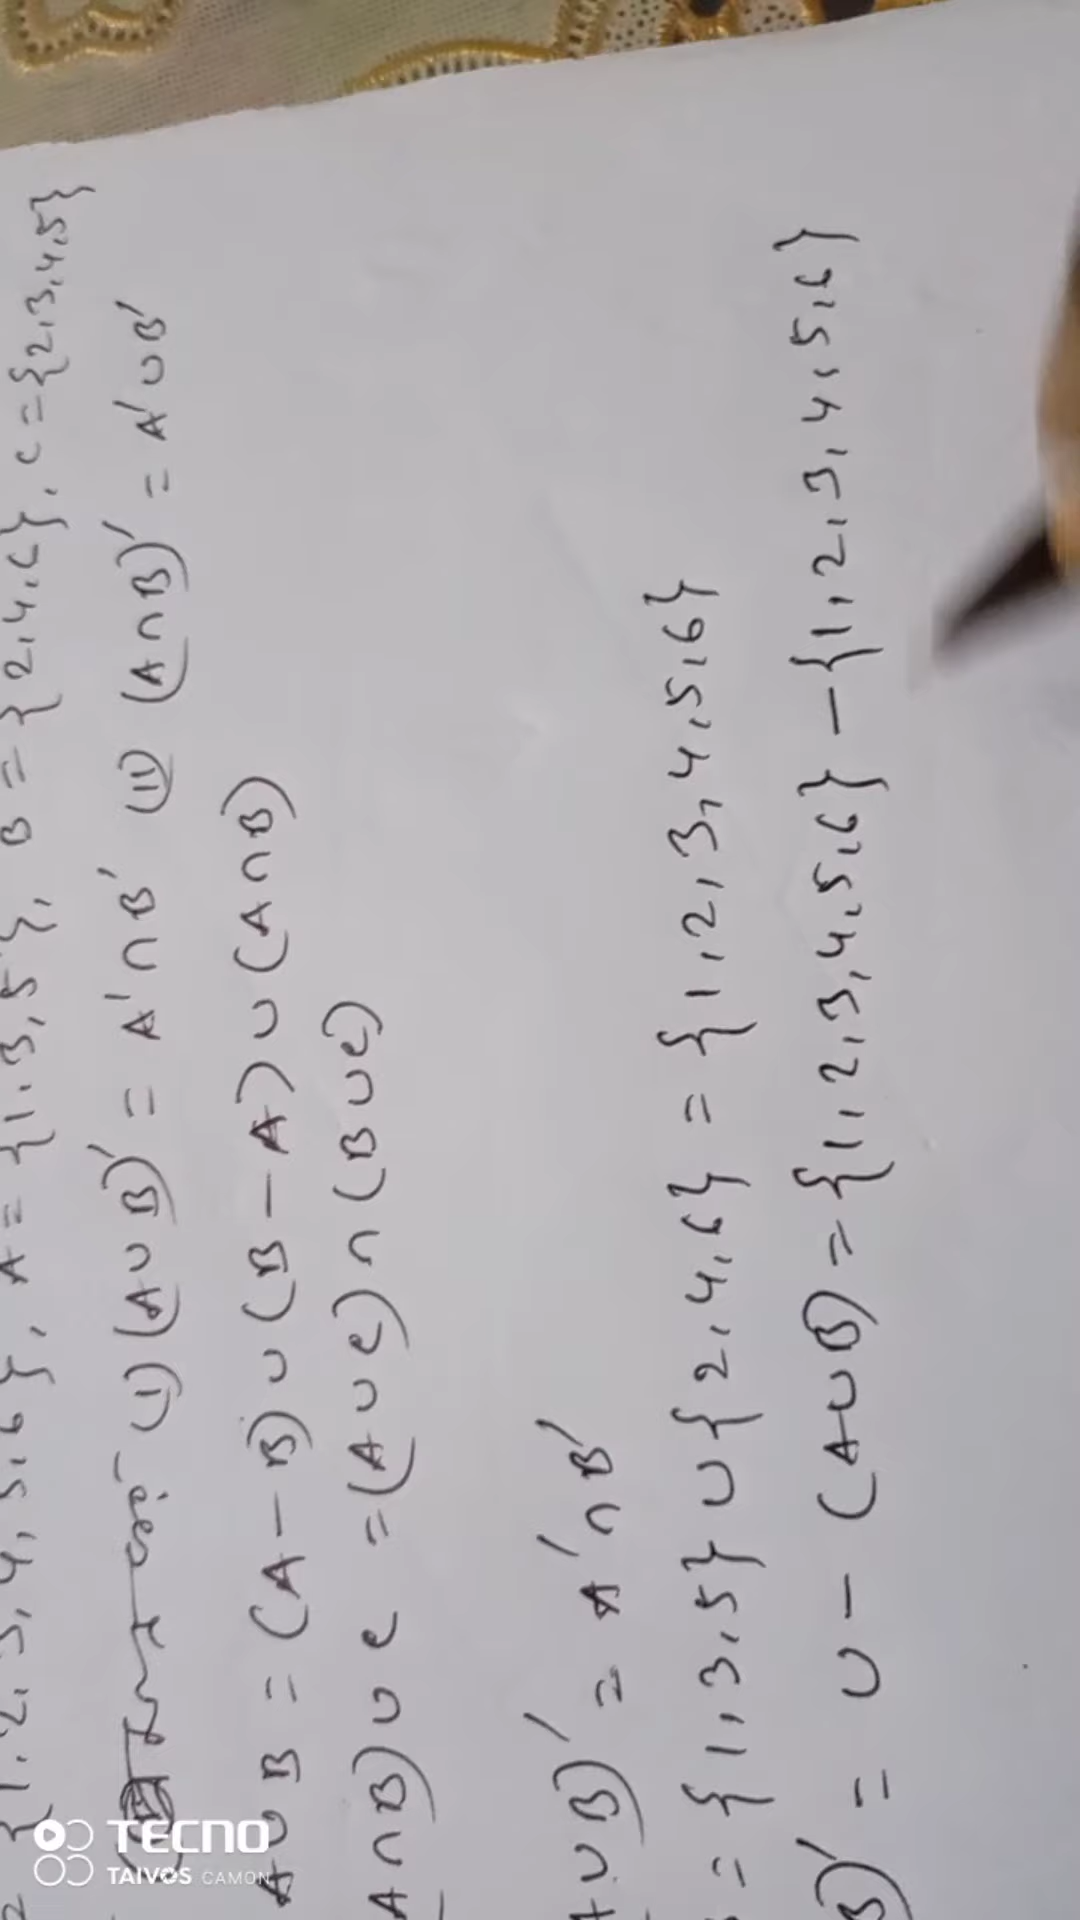 {1,2,3,4,5,6}, A = {1,3,5}, B = {2,4,6}, C = {2,3,4,5}
(i) (A∪B)' = A'∩B' (ii) (A∩B)' = A'∪B'
A∪B = (A-B)∪(B-A)∪(A∩B)
A∩B)∪C = (A∪C)∩(B∪C)
A∪B)' = A'∩B'
= {1,3,5}∪{2,4,6} = {1,2,3,4,5,6}
B)' = U-(A∪B) = {1,2,3,4,5,6}-{1,2,3,4,5,6}
TECNO
TAIVOS CAMON